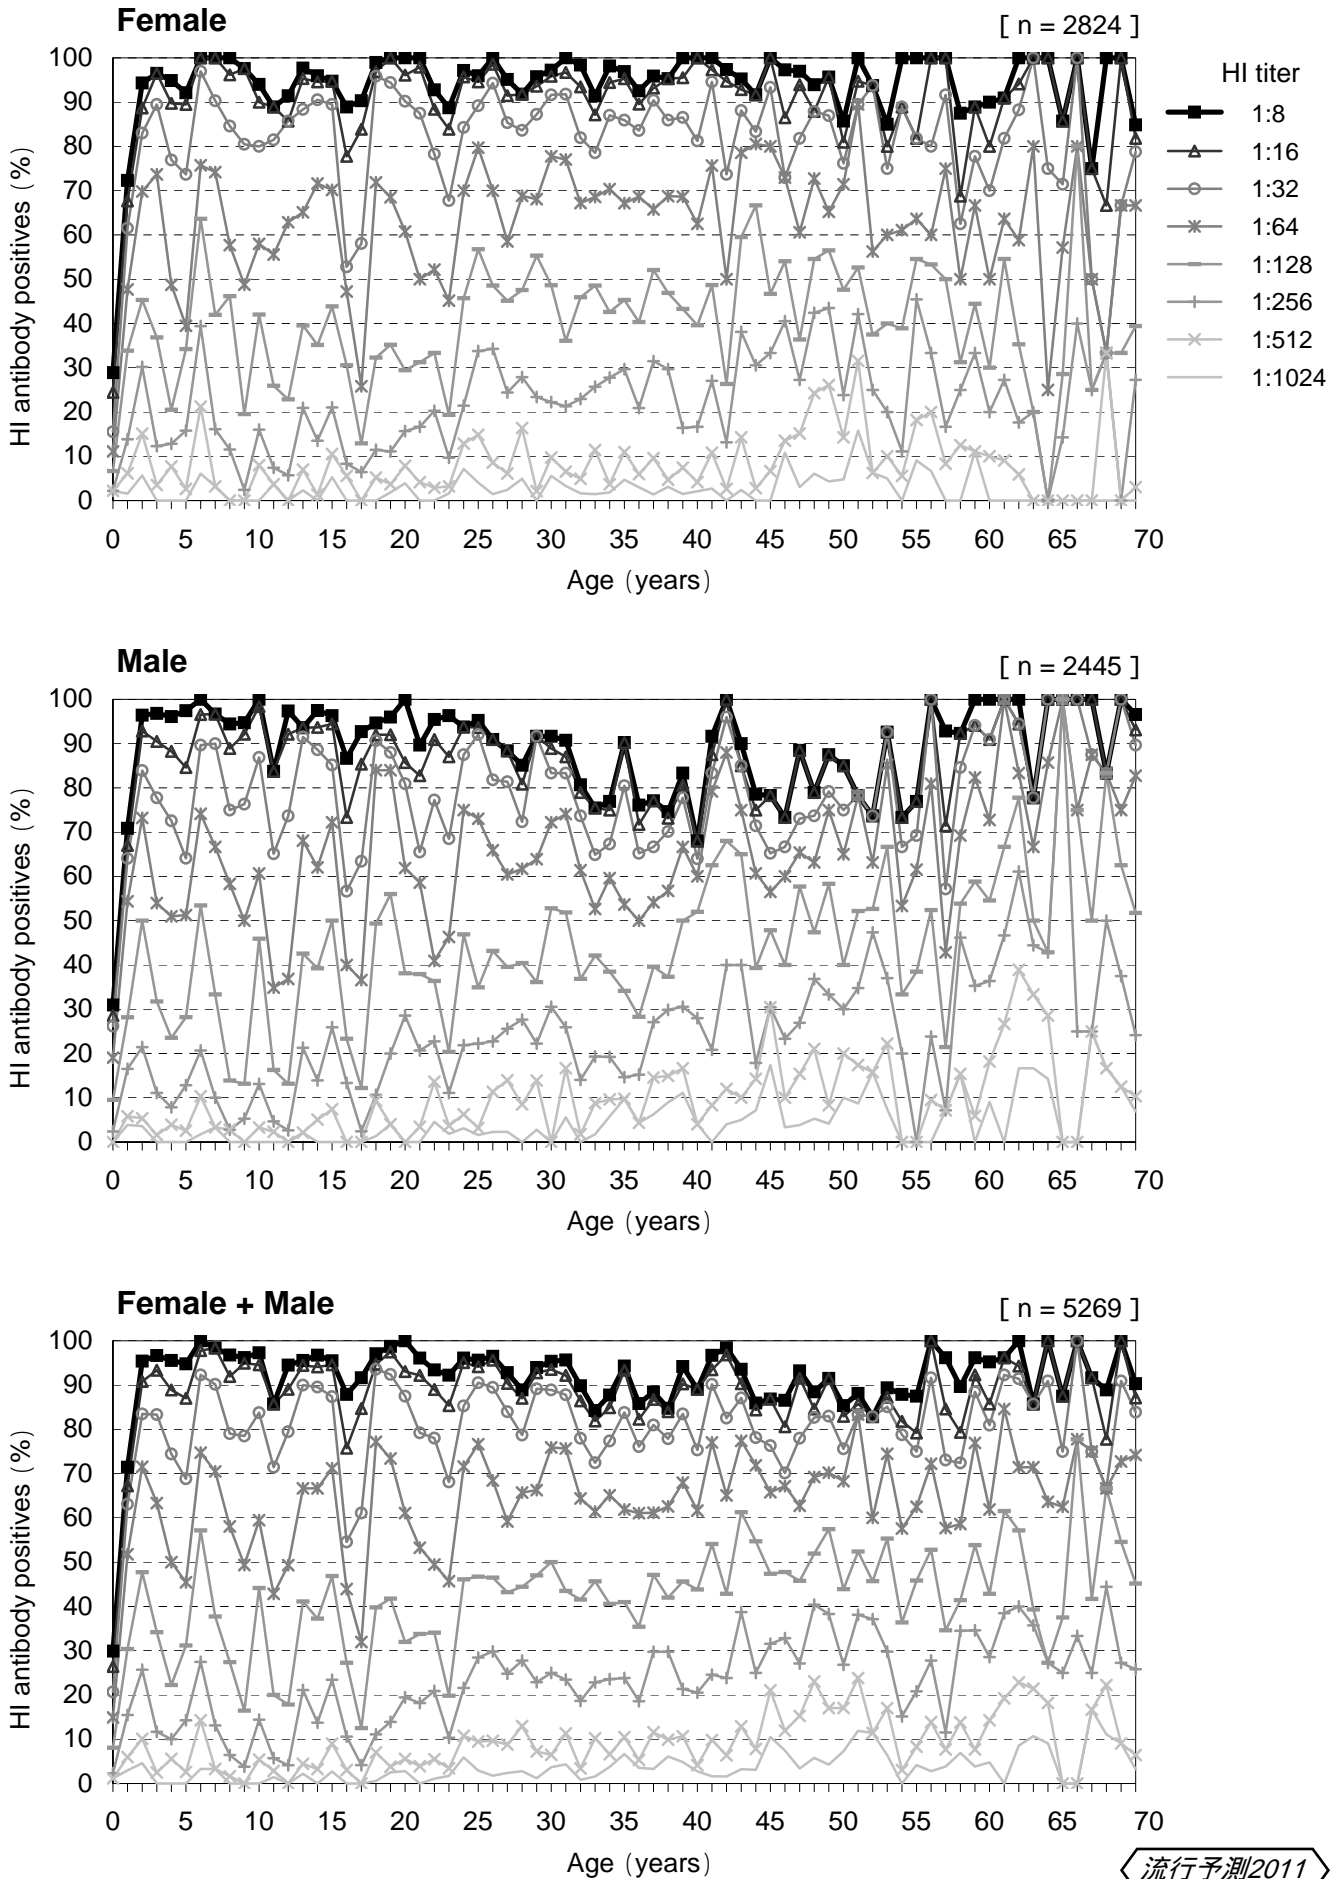 Female
[ n = 2824 ]
HI antibody positives (%)
100
90
80
70
60
50
40
30
20
10
0
0 5 10 15 20 25 30 35 40 45 50 55 60 65 70
Age (years)
HI titer
1:8
1:16
1:32
1:64
1:128
1:256
1:512
1:1024
Male
[ n = 2445 ]
HI antibody positives (%)
100
90
80
70
60
50
40
30
20
10
0
0 5 10 15 20 25 30 35 40 45 50 55 60 65 70
Age (years)
Female + Male
[ n = 5269 ]
HI antibody positives (%)
100
90
80
70
60
50
40
30
20
10
0
0 5 10 15 20 25 30 35 40 45 50 55 60 65 70
Age (years)
流行予測2011